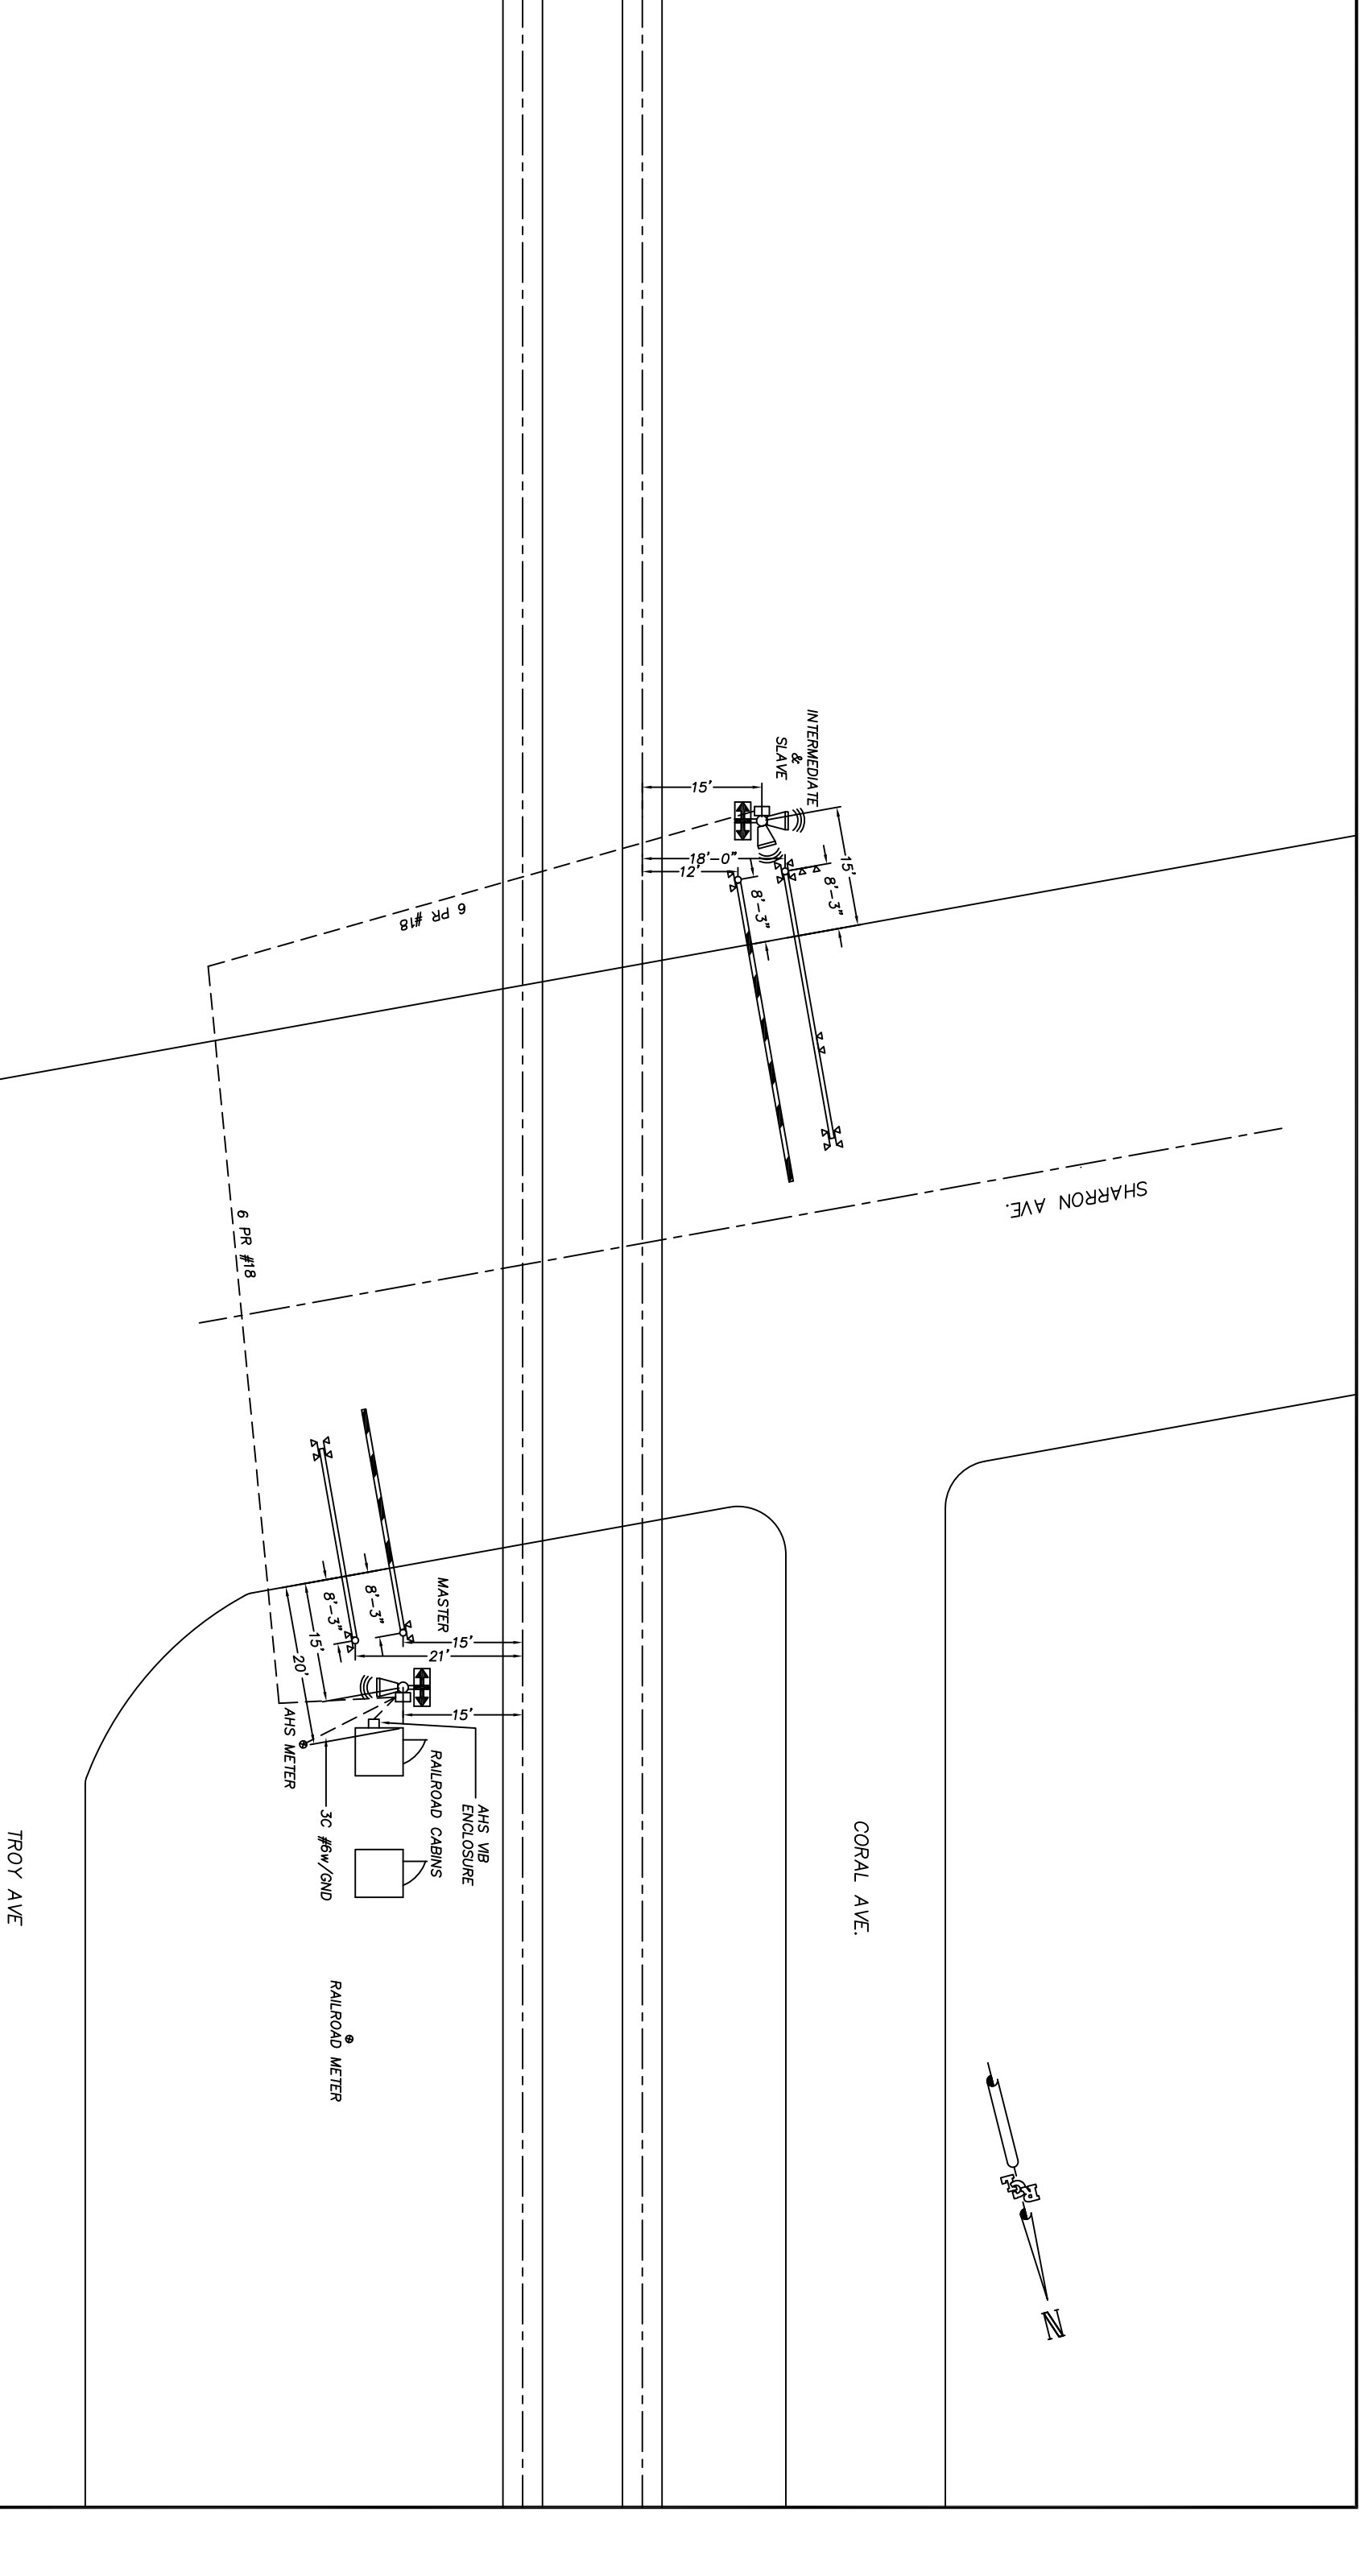 INTERMEDIATE
&
SLAVE
15'
15'
18'-0"
12'
8'-3"
8'-3"
6 PR #18
SHARRON AVE.
6 PR #18
MASTER
8'-3"
8'-3"
15'
21'
15'
20'
15'
AHS METER
RAILROAD CABINS
AHS VIB
ENCLOSURE
3C #6w/GND
CORAL AVE.
TROY AVE
RAILROAD METER
N